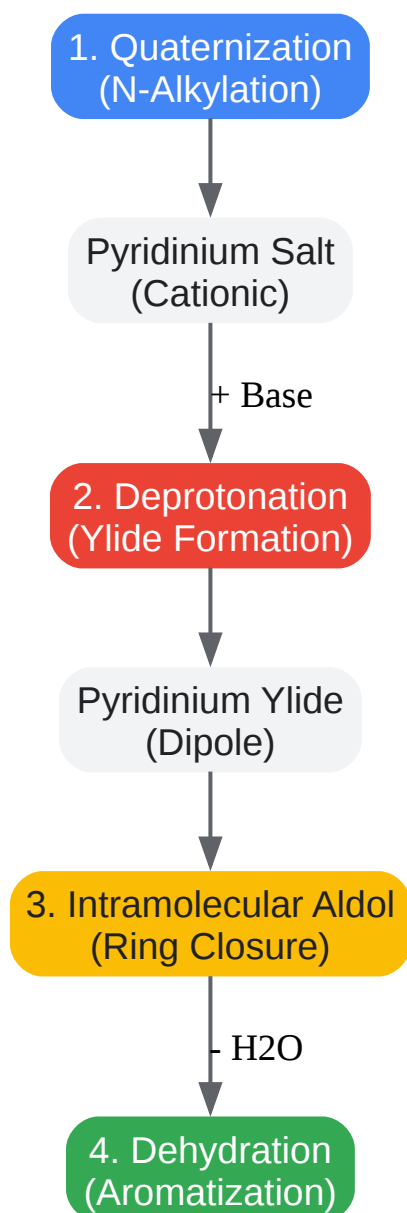 1. Quaternization
(N-Alkylation)
Pyridinium Salt
(Cationic)
+ Base
2. Deprotonation
(Ylide Formation)
Pyridinium Ylide
(Dipole)
3. Intramolecular Aldol
(Ring Closure)
- H2O
4. Dehydration
(Aromatization)